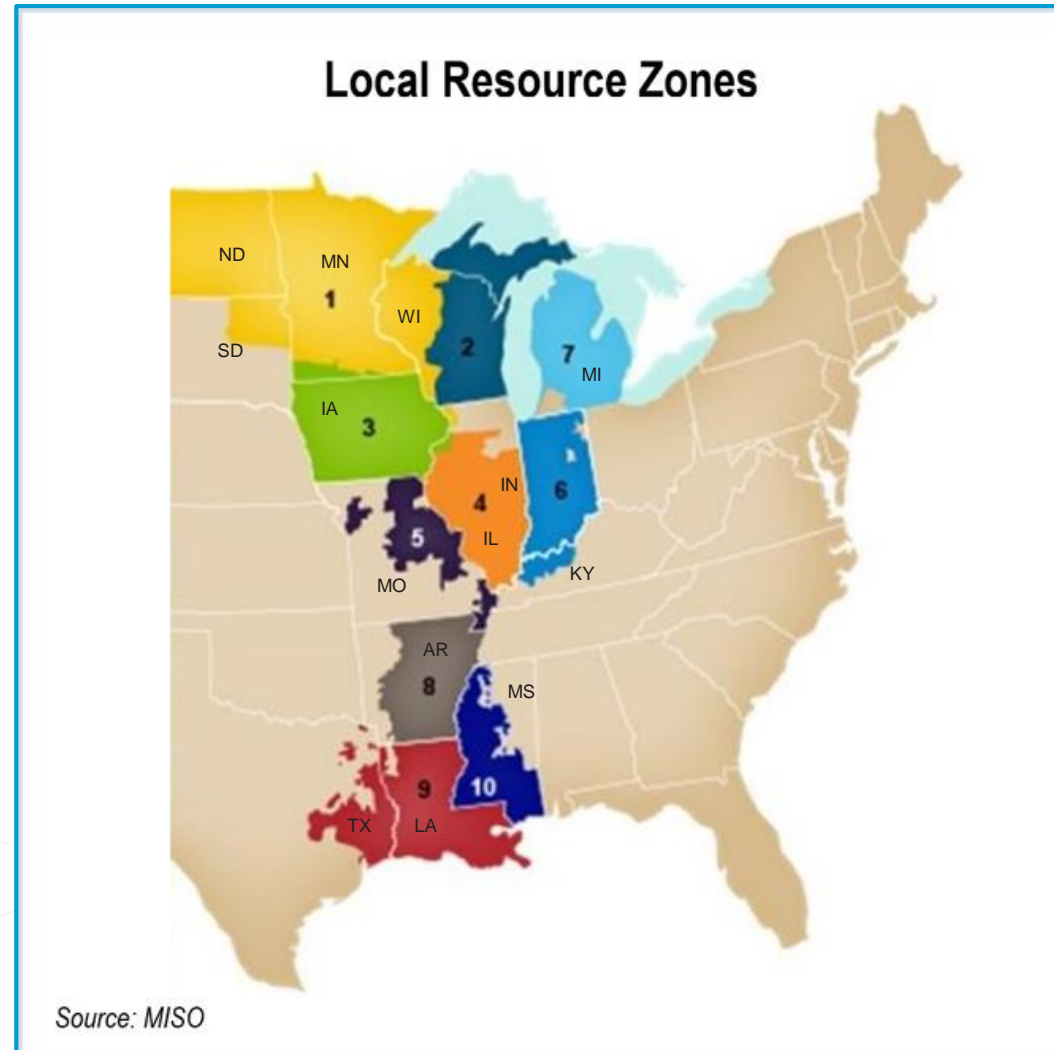 Local Resource Zones
ND
MN
1
WI
SD
2
7
MI
IA
3
IN
4
6
5
IL
KY
MO
AR
8
MS
9
10
TX
LA
Source: MISO